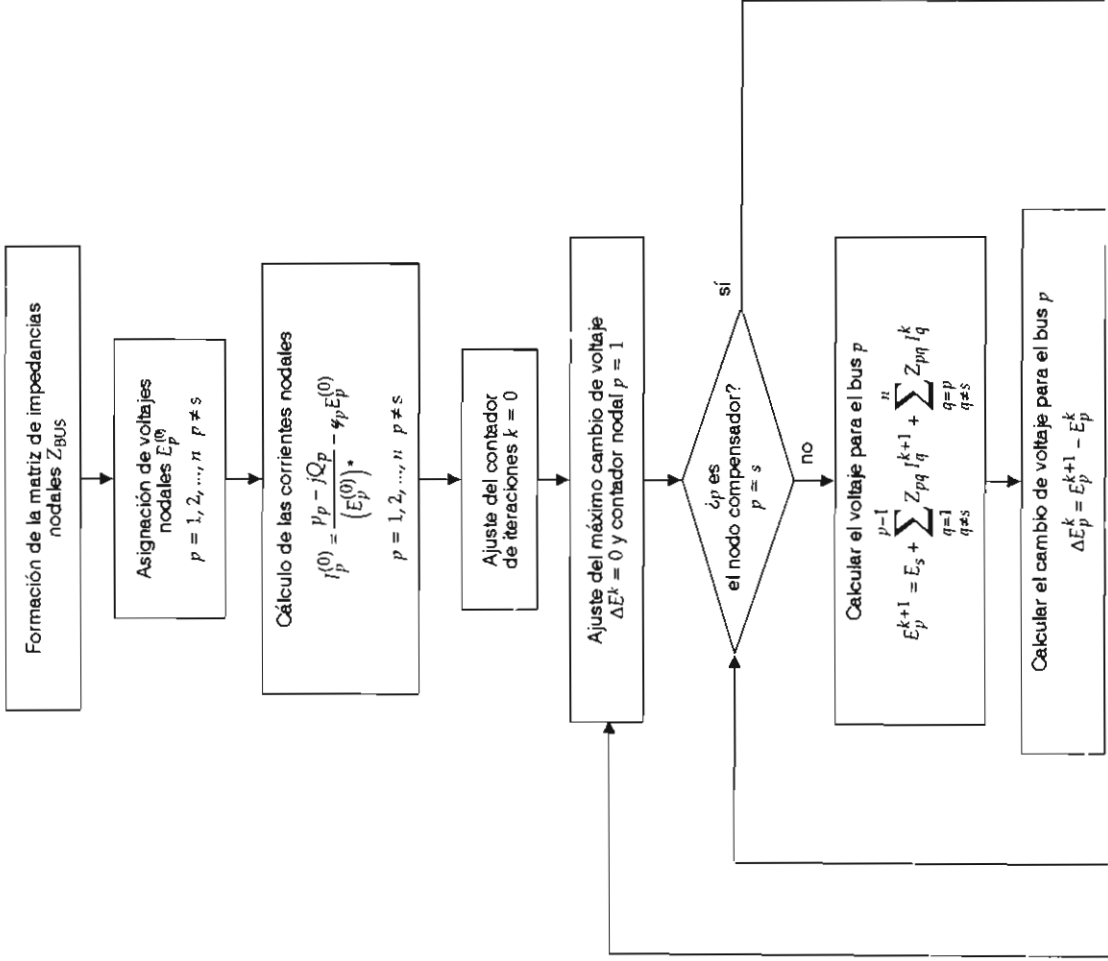 Formación de la matriz de impedancias
nodales Z_BUS
Asignación de voltajes
nodales E_p^(0)
p = 1, 2, ..., n p ≠ s
Cálculo de las corrientes nodales
I_p^(0) = (P_p − jQ_p) / (E_p^(0))* − y_p E_p^(0)
p = 1, 2, ..., n p ≠ s
Ajuste del contador
de iteraciones k = 0
Ajuste del máximo cambio de voltaje
ΔE^k = 0 y contador nodal p = 1
¿p es
el nodo compensador?
p = s
sí
no
Calcular el voltaje para el bus p
E_p^{k+1} = E_s + ∑_{q=1, q≠s}^{p−1} Z_pq I_q^{k+1} + ∑_{q=p, q≠s}^{n} Z_pq I_q^k
Calcular el cambio de voltaje para el bus p
ΔE_p^k = E_p^{k+1} − E_p^k